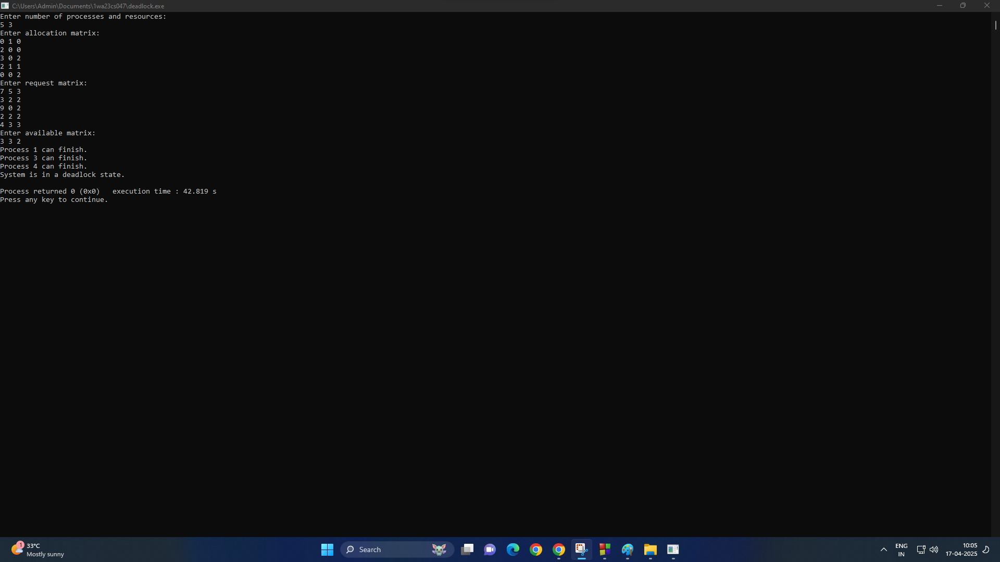 C:\Users\Admin\Documents\1wa23cs047\deadlock.exe
Enter number of processes and resources:
5 3
Enter allocation matrix:
0 1 0
2 0 0
3 0 2
2 1 1
0 0 2
Enter request matrix:
7 5 3
3 2 2
9 0 2
2 2 2
4 3 3
Enter available matrix:
3 3 2
Process 1 can finish.
Process 3 can finish.
Process 4 can finish.
System is in a deadlock state.
Process returned 0 (0x0)   execution time : 42.819 s
Press any key to continue.
1
33°C
Mostly sunny
Search
ENG
IN
10:05
17-04-2025